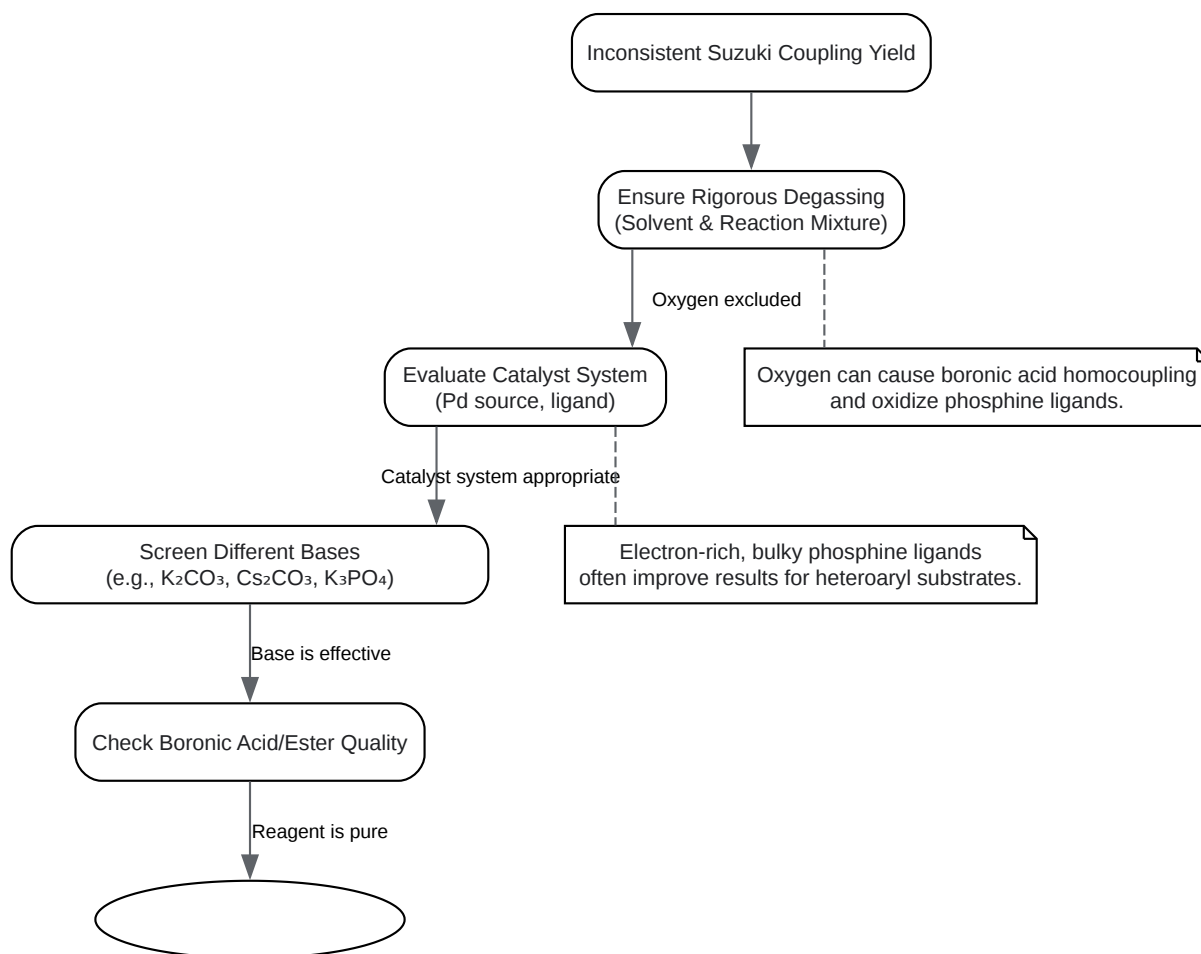 Inconsistent Suzuki Coupling Yield
Ensure Rigorous Degassing
(Solvent & Reaction Mixture)
Oxygen excluded
Evaluate Catalyst System
(Pd source, ligand)
Oxygen can cause boronic acid homocoupling
and oxidize phosphine ligands.
Catalyst system appropriate
Screen Different Bases
(e.g., K₂CO₃, Cs₂CO₃, K₃PO₄)
Electron-rich, bulky phosphine ligands
often improve results for heteroaryl substrates.
Base is effective
Check Boronic Acid/Ester Quality
Reagent is pure